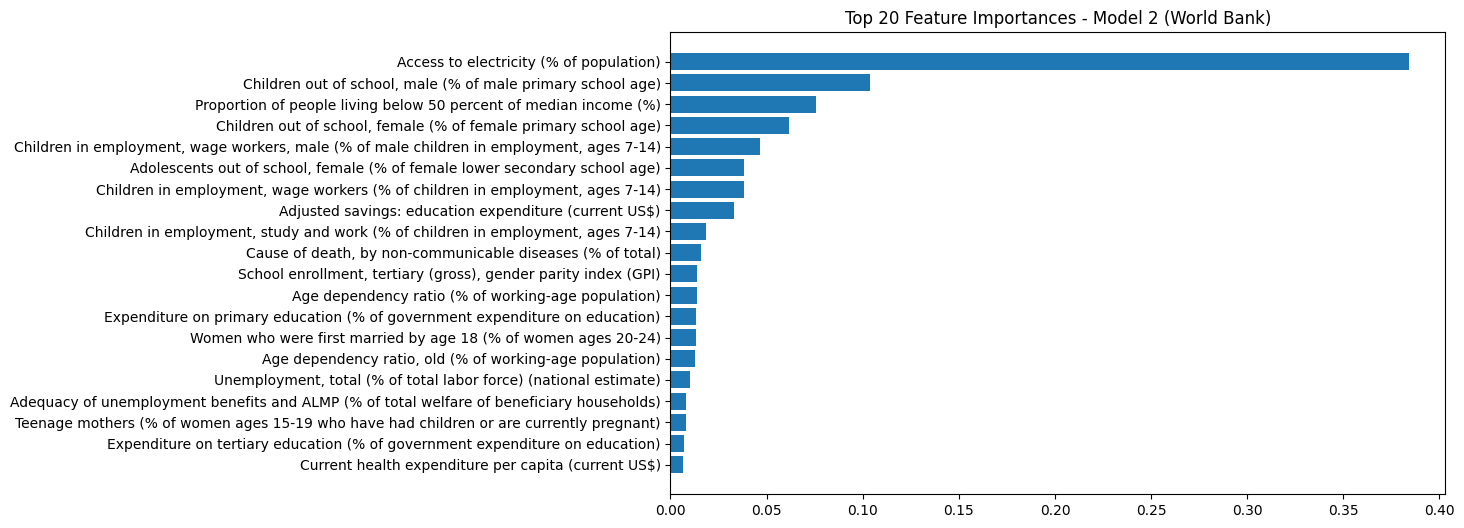 Top 20 Feature Importances - Model 2 (World Bank)
Access to electricity (% of population)
Children out of school, male (% of male primary school age)
Proportion of people living below 50 percent of median income (%)
Children out of school, female (% of female primary school age)
Children in employment, wage workers, male (% of male children in employment, ages 7-14)
Adolescents out of school, female (% of female lower secondary school age)
Children in employment, wage workers (% of children in employment, ages 7-14)
Adjusted savings: education expenditure (current US$)
Children in employment, study and work (% of children in employment, ages 7-14)
Cause of death, by non-communicable diseases (% of total)
School enrollment, tertiary (gross), gender parity index (GPI)
Age dependency ratio (% of working-age population)
Expenditure on primary education (% of government expenditure on education)
Women who were first married by age 18 (% of women ages 20-24)
Age dependency ratio, old (% of working-age population)
Unemployment, total (% of total labor force) (national estimate)
Adequacy of unemployment benefits and ALMP (% of total welfare of beneficiary households)
Teenage mothers (% of women ages 15-19 who have had children or are currently pregnant)
Expenditure on tertiary education (% of government expenditure on education)
Current health expenditure per capita (current US$)
0.00 0.05 0.10 0.15 0.20 0.25 0.30 0.35 0.40